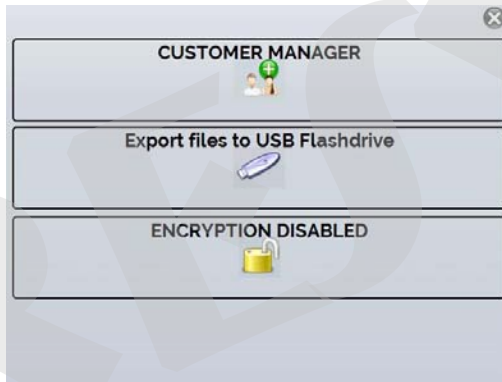 CUSTOMER MANAGER
Export files to USB Flashdrive
ENCRYPTION DISABLED